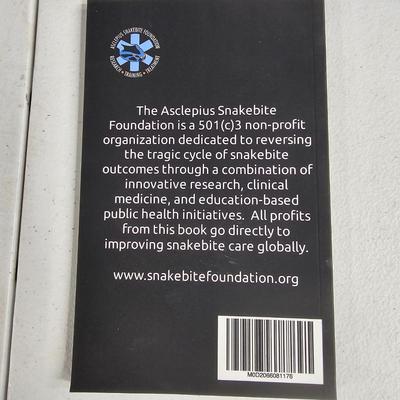 ASCLEPIUS SNAKEBITE FOUNDATION
RESEARCH • TRAINING • TREATMENT
The Asclepius Snakebite
Foundation is a 501(c)3 non-profit
organization dedicated to reversing
the tragic cycle of snakebite
outcomes through a combination of
innovative research, clinical
medicine, and education-based
public health initiatives. All profits
from this book go directly to
improving snakebite care globally.
www.snakebitefoundation.org
M0D2066081176